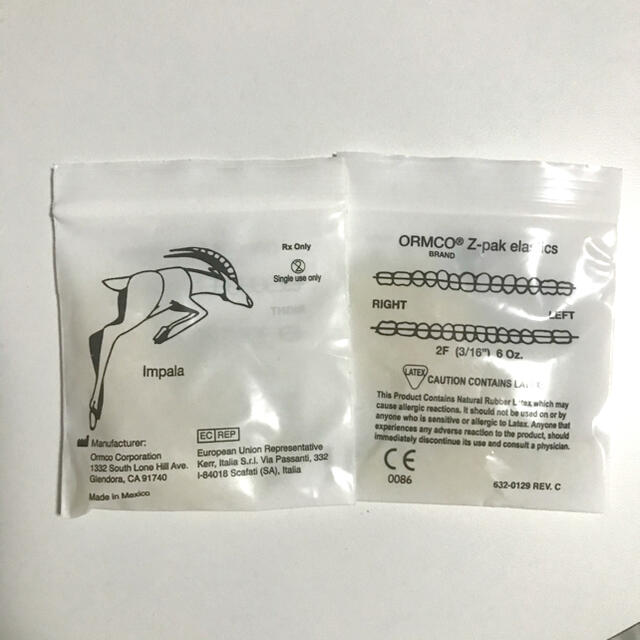 Rx Only
Single use only
Impala
Manufacturer:
Ormco Corporation
1332 South Lone Hill Ave.
Glendora, CA 91740
Made in Mexico
EC REP
European Union Representative
Kerr, Italia S.r.l. Via Passanti, 332
I-84018 Scafati (SA), Italia
ORMCO® Z-pak elastics
BRAND
RIGHT
LEFT
2F (3/16") 6 Oz.
LATEX
CAUTION CONTAINS LATEX
This Product Contains Natural Rubber Latex which may
cause allergic reactions. It should not be used on or by
anyone who is sensitive or allergic to Latex. Anyone that
experiences any adverse reaction to the product, should
immediately discontinue its use and consult a physician.
CE
0086
632-0129 REV. C